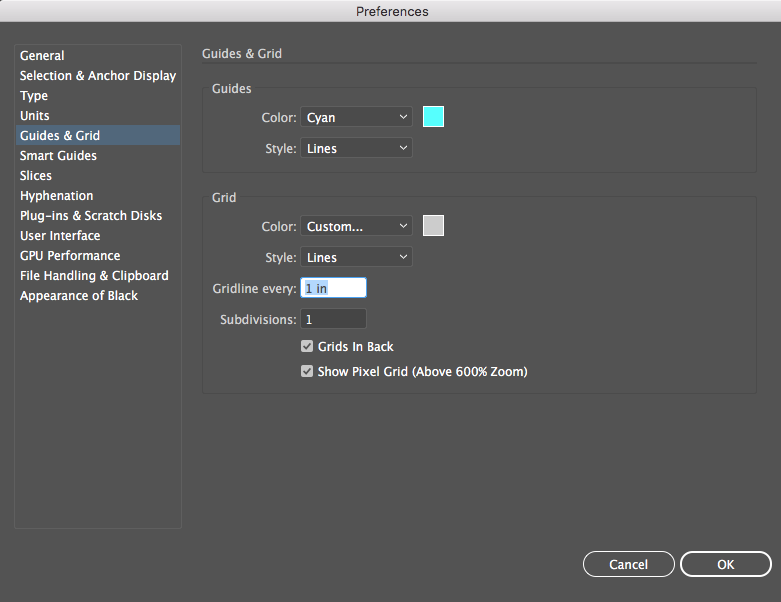 Preferences
General
Selection & Anchor Display
Type
Units
Guides & Grid
Smart Guides
Slices
Hyphenation
Plug-ins & Scratch Disks
User Interface
GPU Performance
File Handling & Clipboard
Appearance of Black
Guides & Grid
Guides
Color: Cyan
Style: Lines
Grid
Color: Custom...
Style: Lines
Gridline every: 1 in
Subdivisions: 1
Grids In Back
Show Pixel Grid (Above 600% Zoom)
Cancel OK